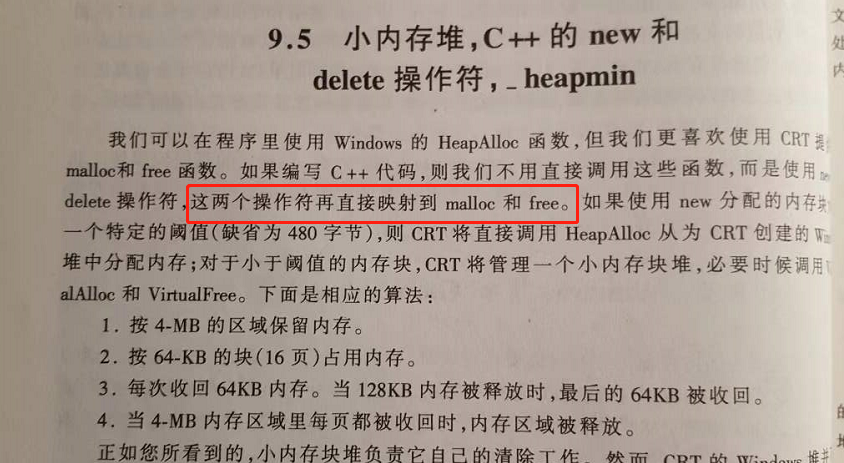 9.5 小内存堆,C++的 new 和
delete 操作符,_heapmin
我们可以在程序里使用 Windows 的 HeapAlloc 函数,但我们更喜欢使用 CRT
malloc和 free 函数。如果编写 C++ 代码,则我们不用直接调用这些函数,而是使用
delete 操作符,这两个操作符再直接映射到 malloc 和 free。如果使用 new 分配的内存块
一个特定的阈值(缺省为 480 字节),则 CRT 将直接调用 HeapAlloc 从为 CRT 创建的
堆中分配内存;对于小于阈值的内存块,CRT 将管理一个小内存块堆,必要时候调用
alAlloc 和 VirtualFree。下面是相应的算法:
1. 按 4-MB 的区域保留内存。
2. 按 64-KB 的块(16 页)占用内存。
3. 每次收回 64KB 内存。当 128KB 内存被释放时,最后的 64KB 被收回。
4. 当 4-MB 内存区域里每页都被收回时,内存区域被释放。
正如您所看到的,小内存块堆负责它自己的清除工作。然而,CRT 的 Windows